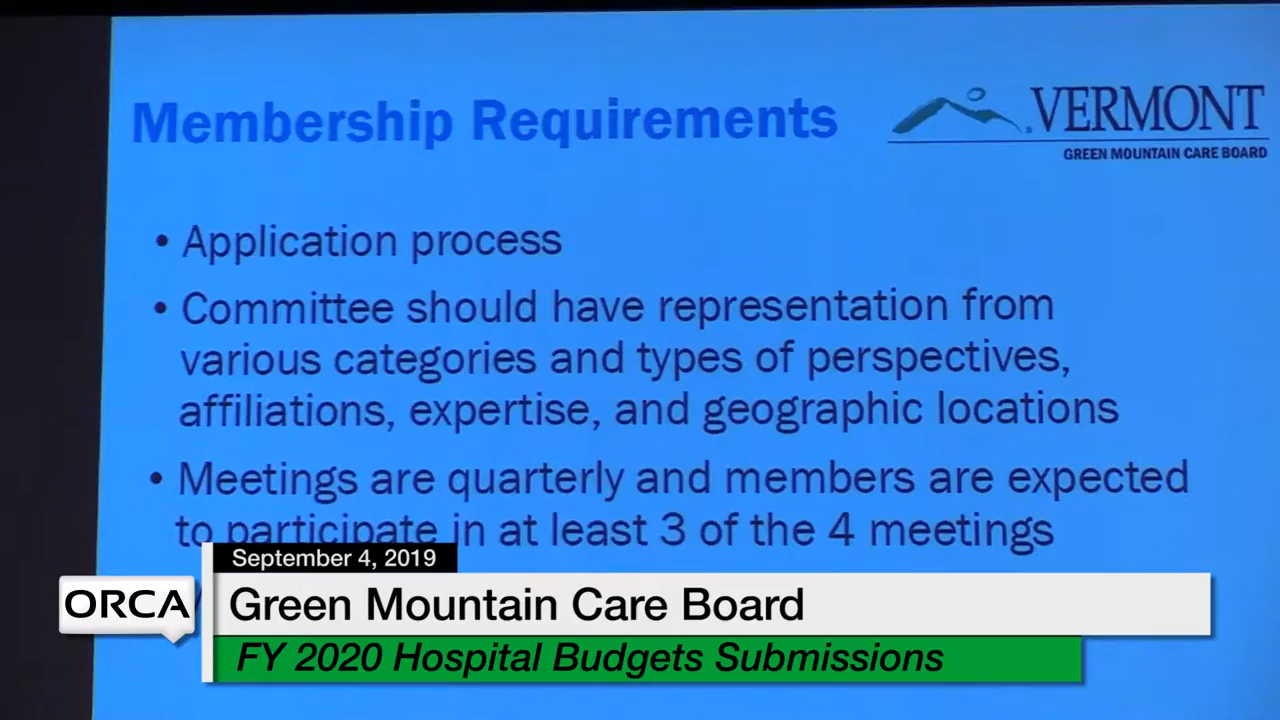 Membership Requirements
VERMONT
GREEN MOUNTAIN CARE BOARD
• Application process
• Committee should have representation from
various categories and types of perspectives,
affiliations, expertise, and geographic locations
• Meetings are quarterly and members are expected
to participate in at least 3 of the 4 meetings
September 4, 2019
ORCA
Green Mountain Care Board
FY 2020 Hospital Budgets Submissions